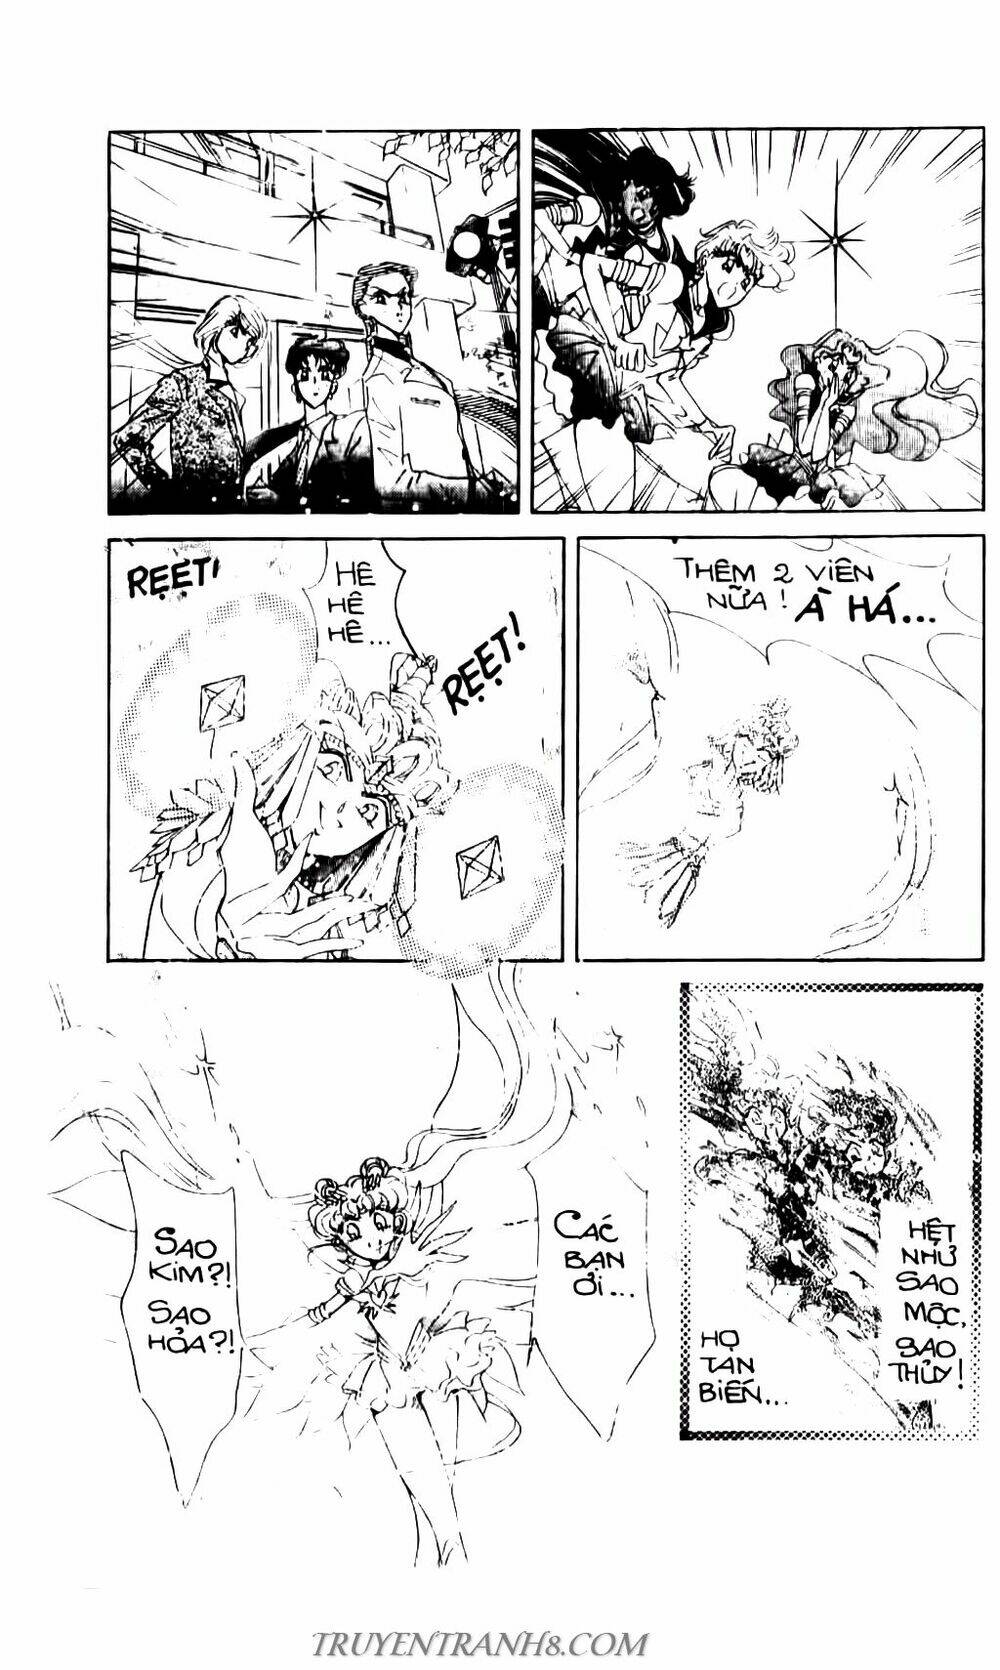 THÊM 2 VIÊN
NỮA! À HÁ...
RẸẸT!
HÊ
HÊ
HÊ...
RẸẸT!
HỆT
NHƯ
SAO
MỘC,
SAO
THỦY!
HỌ
TAN
BIẾN...
CÁC
BẠN
ƠI...
SAO
KIM?!
SAO
HỎA?!
TRUYENTRANH8.COM